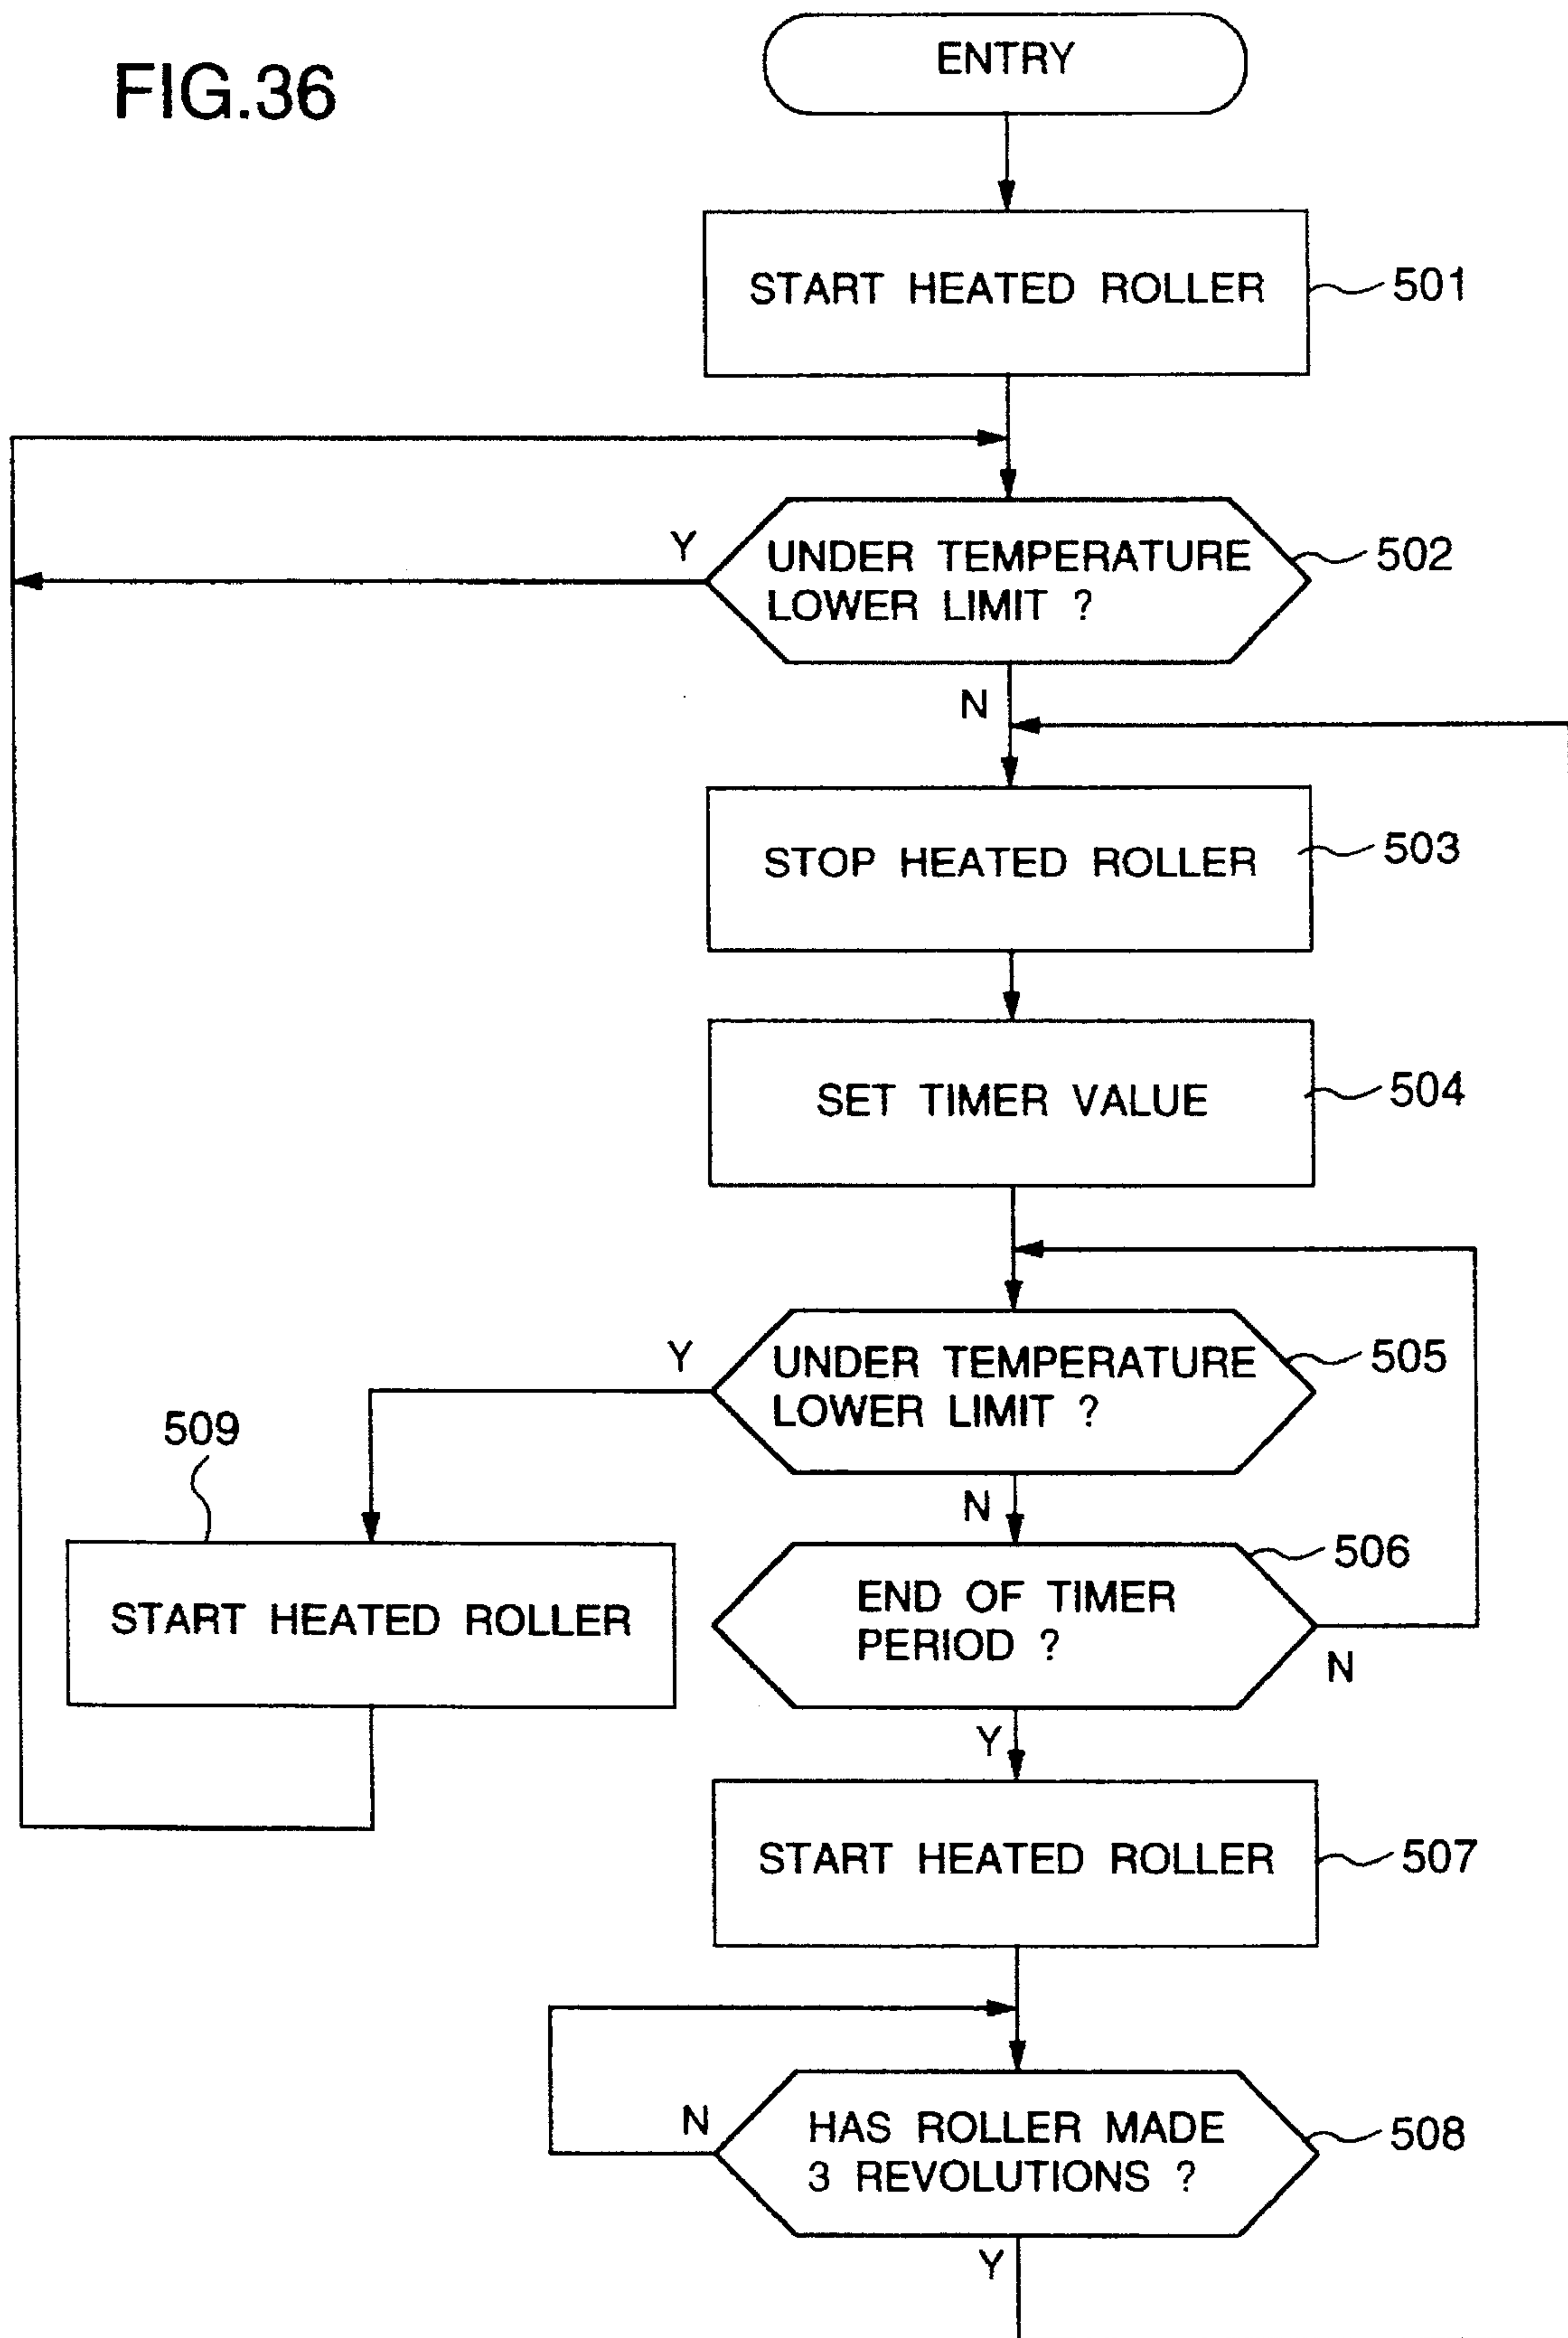 FIG.36
ENTRY
START HEATED ROLLER
501
Y
UNDER TEMPERATURE
LOWER LIMIT ?
502
N
STOP HEATED ROLLER
503
SET TIMER VALUE
504
Y
UNDER TEMPERATURE
LOWER LIMIT ?
505
509
N
START HEATED ROLLER
END OF TIMER
PERIOD ?
506
N
Y
START HEATED ROLLER
507
N
HAS ROLLER MADE
3 REVOLUTIONS ?
508
Y